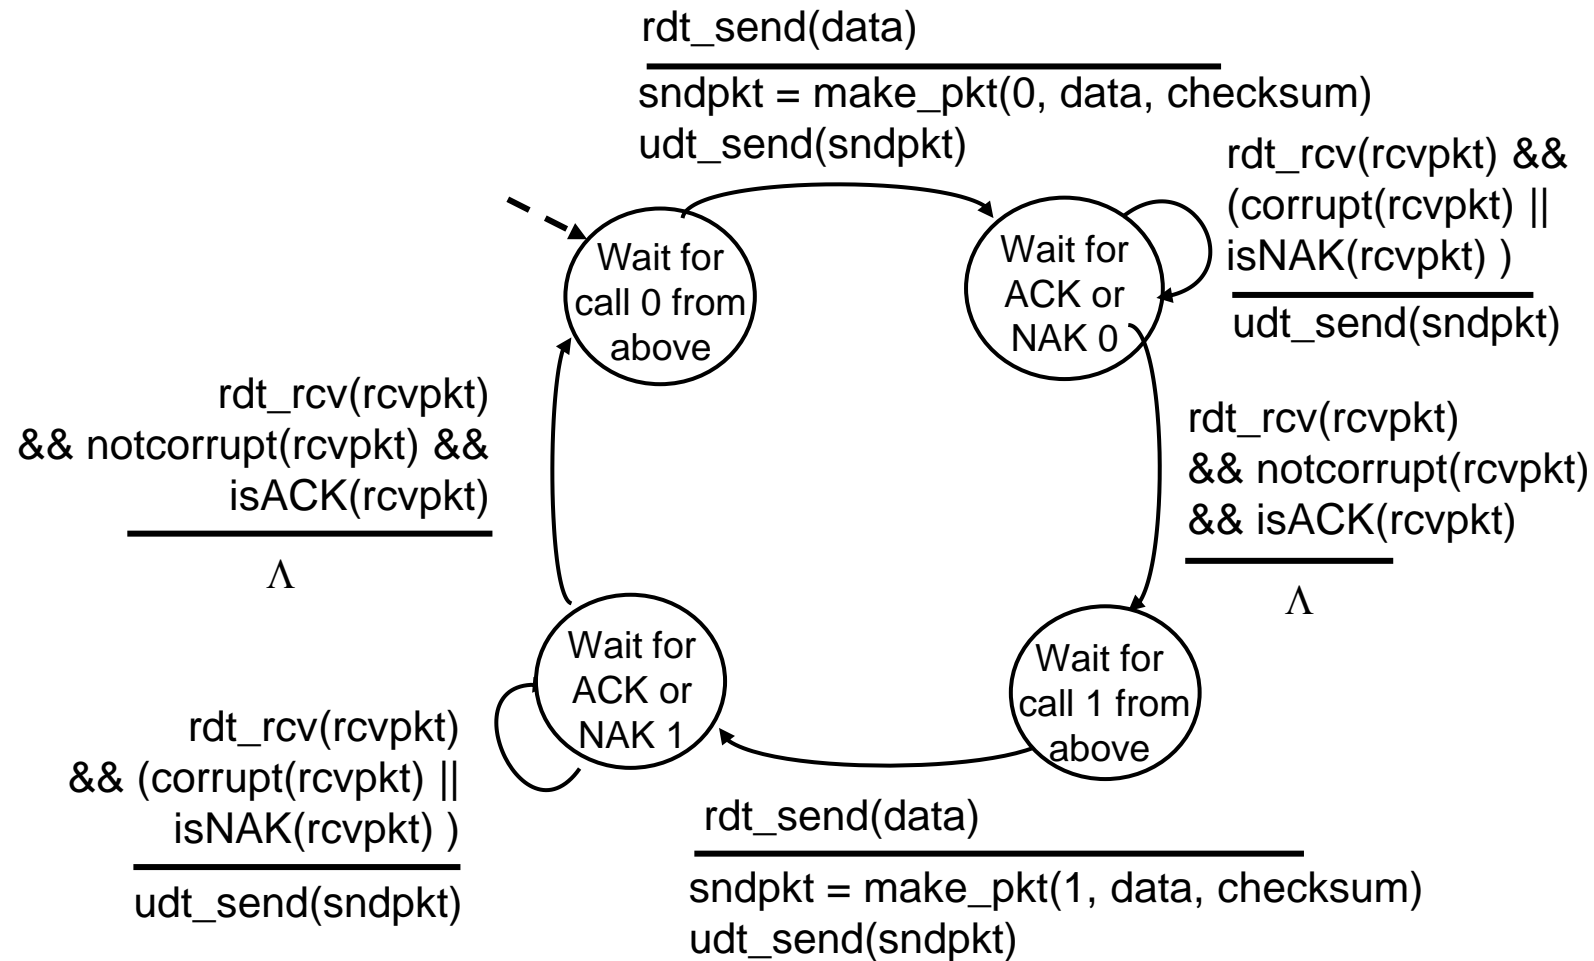 rdt_send(data)
sndpkt = make_pkt(0, data, checksum)
udt_send(sndpkt)
rdt_rcv(rcvpkt) &&
(corrupt(rcvpkt) ||
isNAK(rcvpkt) )
udt_send(sndpkt)
Wait for
call 0 from
above
Wait for
ACK or
NAK 0
rdt_rcv(rcvpkt)
&& notcorrupt(rcvpkt) &&
isACK(rcvpkt)
Λ
rdt_rcv(rcvpkt)
&& notcorrupt(rcvpkt)
&& isACK(rcvpkt)
Λ
Wait for
ACK or
NAK 1
Wait for
call 1 from
above
rdt_rcv(rcvpkt)
&& (corrupt(rcvpkt) ||
isNAK(rcvpkt) )
udt_send(sndpkt)
rdt_send(data)
sndpkt = make_pkt(1, data, checksum)
udt_send(sndpkt)